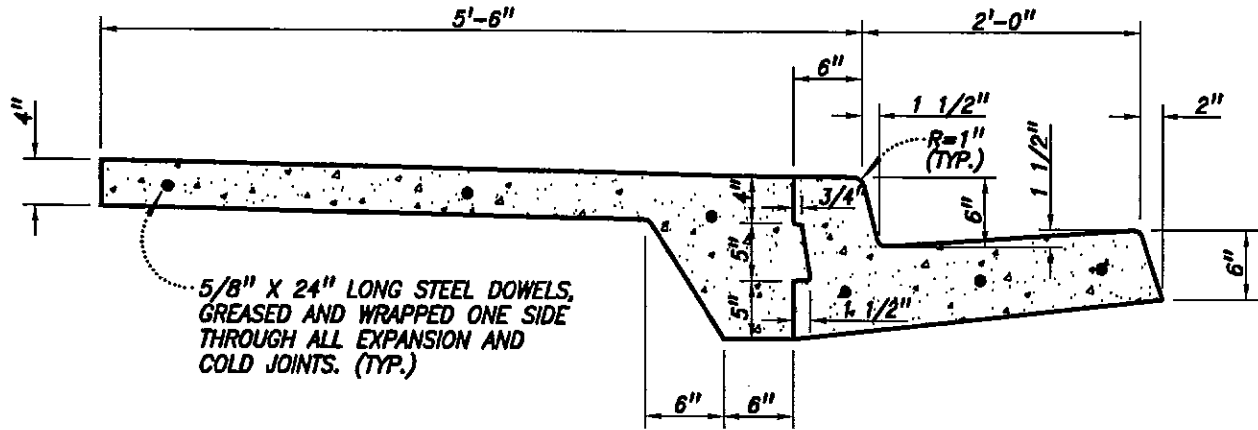 5'-6"
2'-0"
6"
4"
1 1/2"
2"
R=1"
(TYP.)
1 1/2"
4"
3/4"
6"
5"
6"
5/8" X 24" LONG STEEL DOWELS,
GREASED AND WRAPPED ONE SIDE
THROUGH ALL EXPANSION AND
COLD JOINTS. (TYP.)
5"
1 1/2"
6"
6"